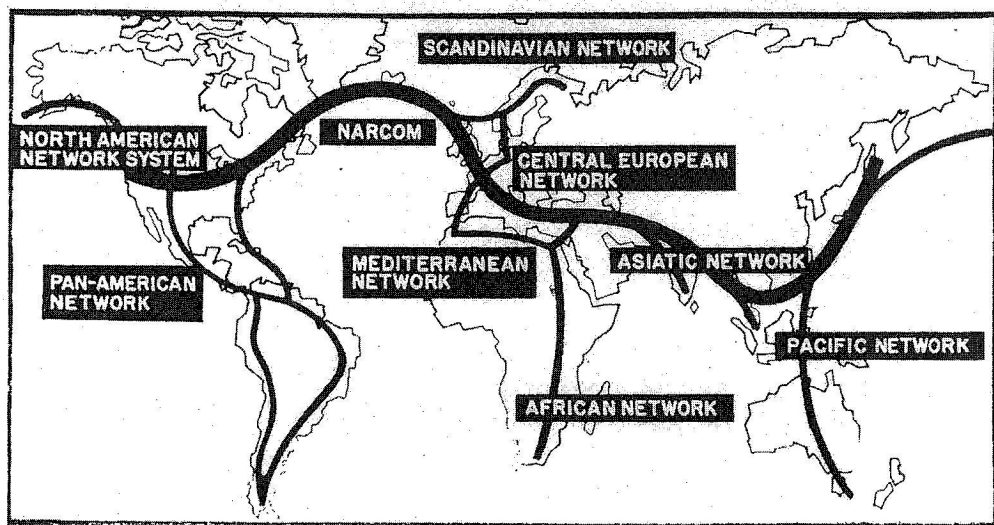 SCANDINAVIAN NETWORK
NORTH AMERICAN
NETWORK SYSTEM
NARCOM
CENTRAL EUROPEAN
NETWORK
PAN-AMERICAN
NETWORK
MEDITERRANEAN
NETWORK
ASIATIC NETWORK
PACIFIC NETWORK
AFRICAN NETWORK